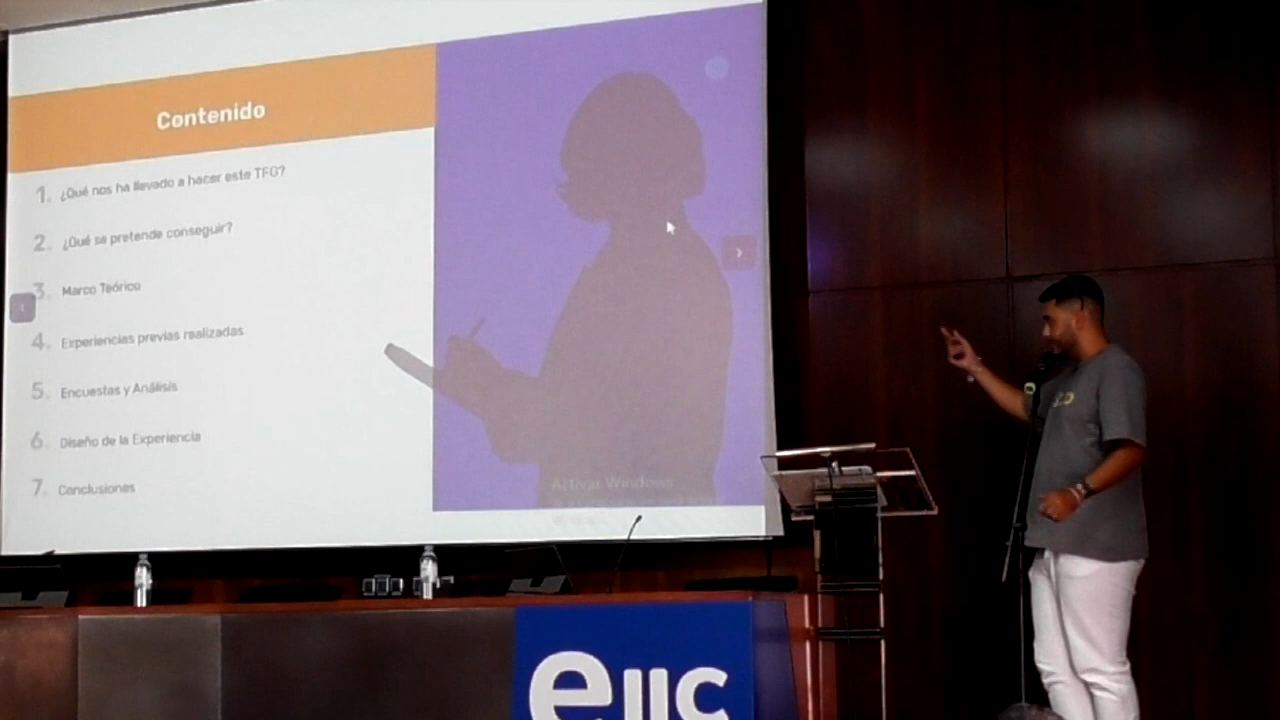 Contenido
1. ¿Qué nos ha llevado a hacer este TFG?
2. ¿Qué se pretende conseguir?
3. Marco Teórico
4. Experiencias previas realizadas
5. Encuestas y Análisis
6. Diseño de la Experiencia
7. Conclusiones
Activar Windows
eiic